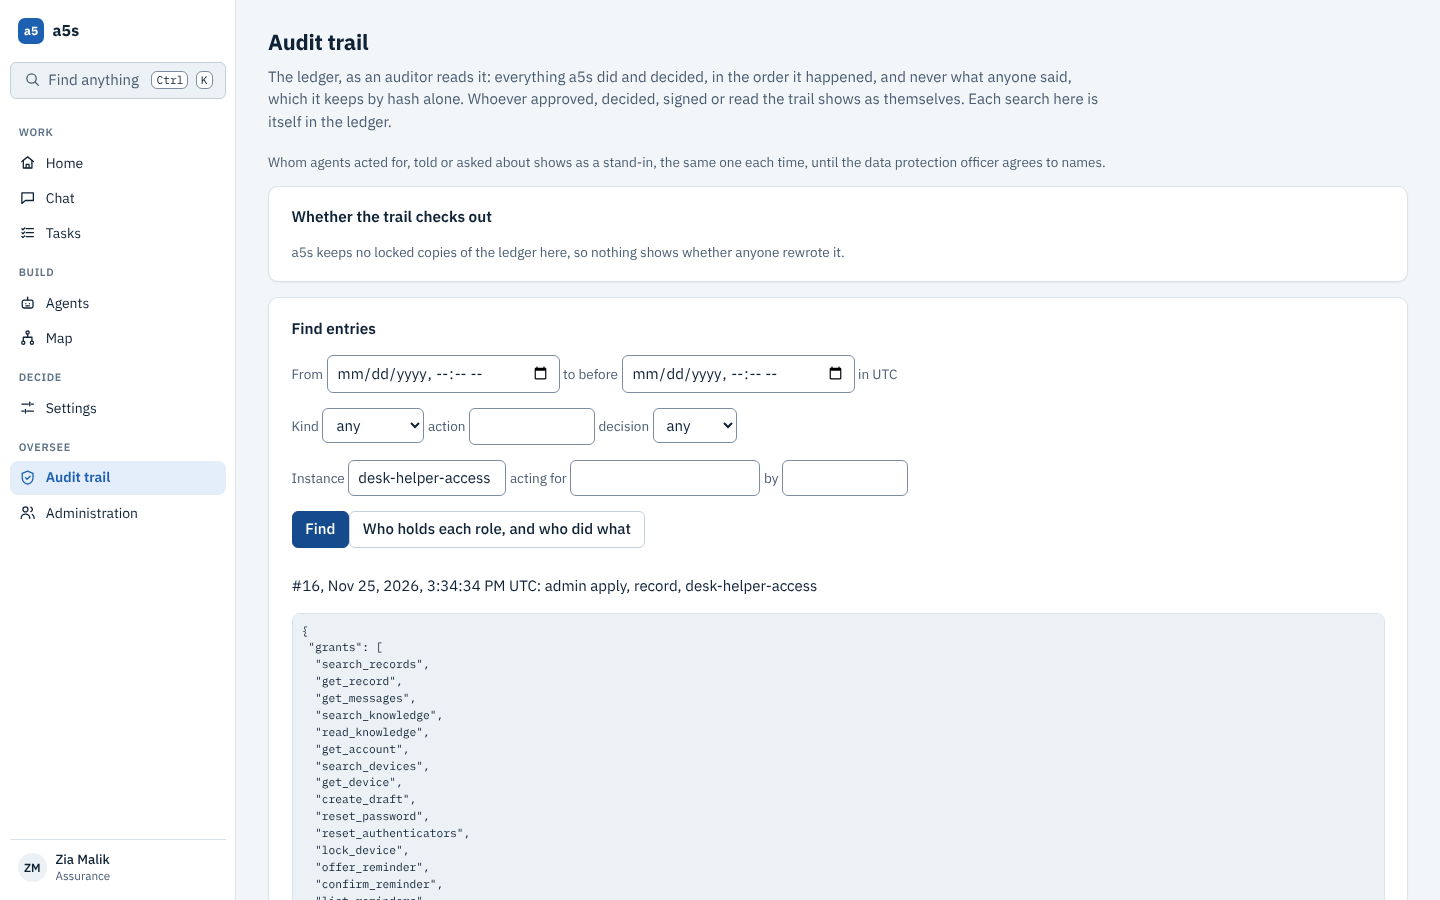 a5 a5s
Find anything Ctrl K
WORK
Home
Chat
Tasks
BUILD
Agents
Map
DECIDE
Settings
OVERSEE
Audit trail
Administration
ZM Zia Malik
Assurance
Audit trail
The ledger, as an auditor reads it: everything a5s did and decided, in the order it happened, and never what anyone said,
which it keeps by hash alone. Whoever approved, decided, signed or read the trail shows as themselves. Each search here is
itself in the ledger.
Whom agents acted for, told or asked about shows as a stand-in, the same one each time, until the data protection officer agrees to names.
Whether the trail checks out
a5s keeps no locked copies of the ledger here, so nothing shows whether anyone rewrote it.
Find entries
From mm/dd/yyyy, --:-- -- to before mm/dd/yyyy, --:-- -- in UTC
Kind any action decision any
Instance desk-helper-access acting for by
Find Who holds each role, and who did what
#16, Nov 25, 2026, 3:34:34 PM UTC: admin apply, record, desk-helper-access
{
"grants": [
"search_records",
"get_record",
"get_messages",
"search_knowledge",
"read_knowledge",
"get_account",
"search_devices",
"get_device",
"create_draft",
"reset_password",
"reset_authenticators",
"lock_device",
"offer_reminder",
"confirm_reminder",
"list_reminders",